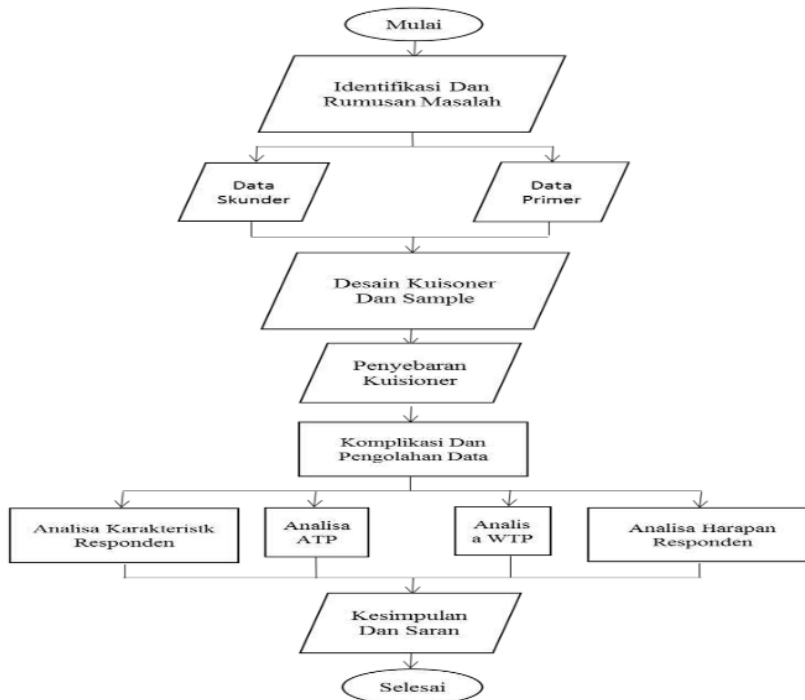 Mulai
Identifikasi Dan
Rumusan Masalah
Data
Skunder
Data
Primer
Desain Kuisoner
Dan Sample
Penyebaran
Kuisioner
Komplikasi Dan
Pengolahan Data
Analisa Karakteristk
Responden
Analisa
ATP
Analis
a WTP
Analisa Harapan
Responden
Kesimpulan
Dan Saran
Selesai